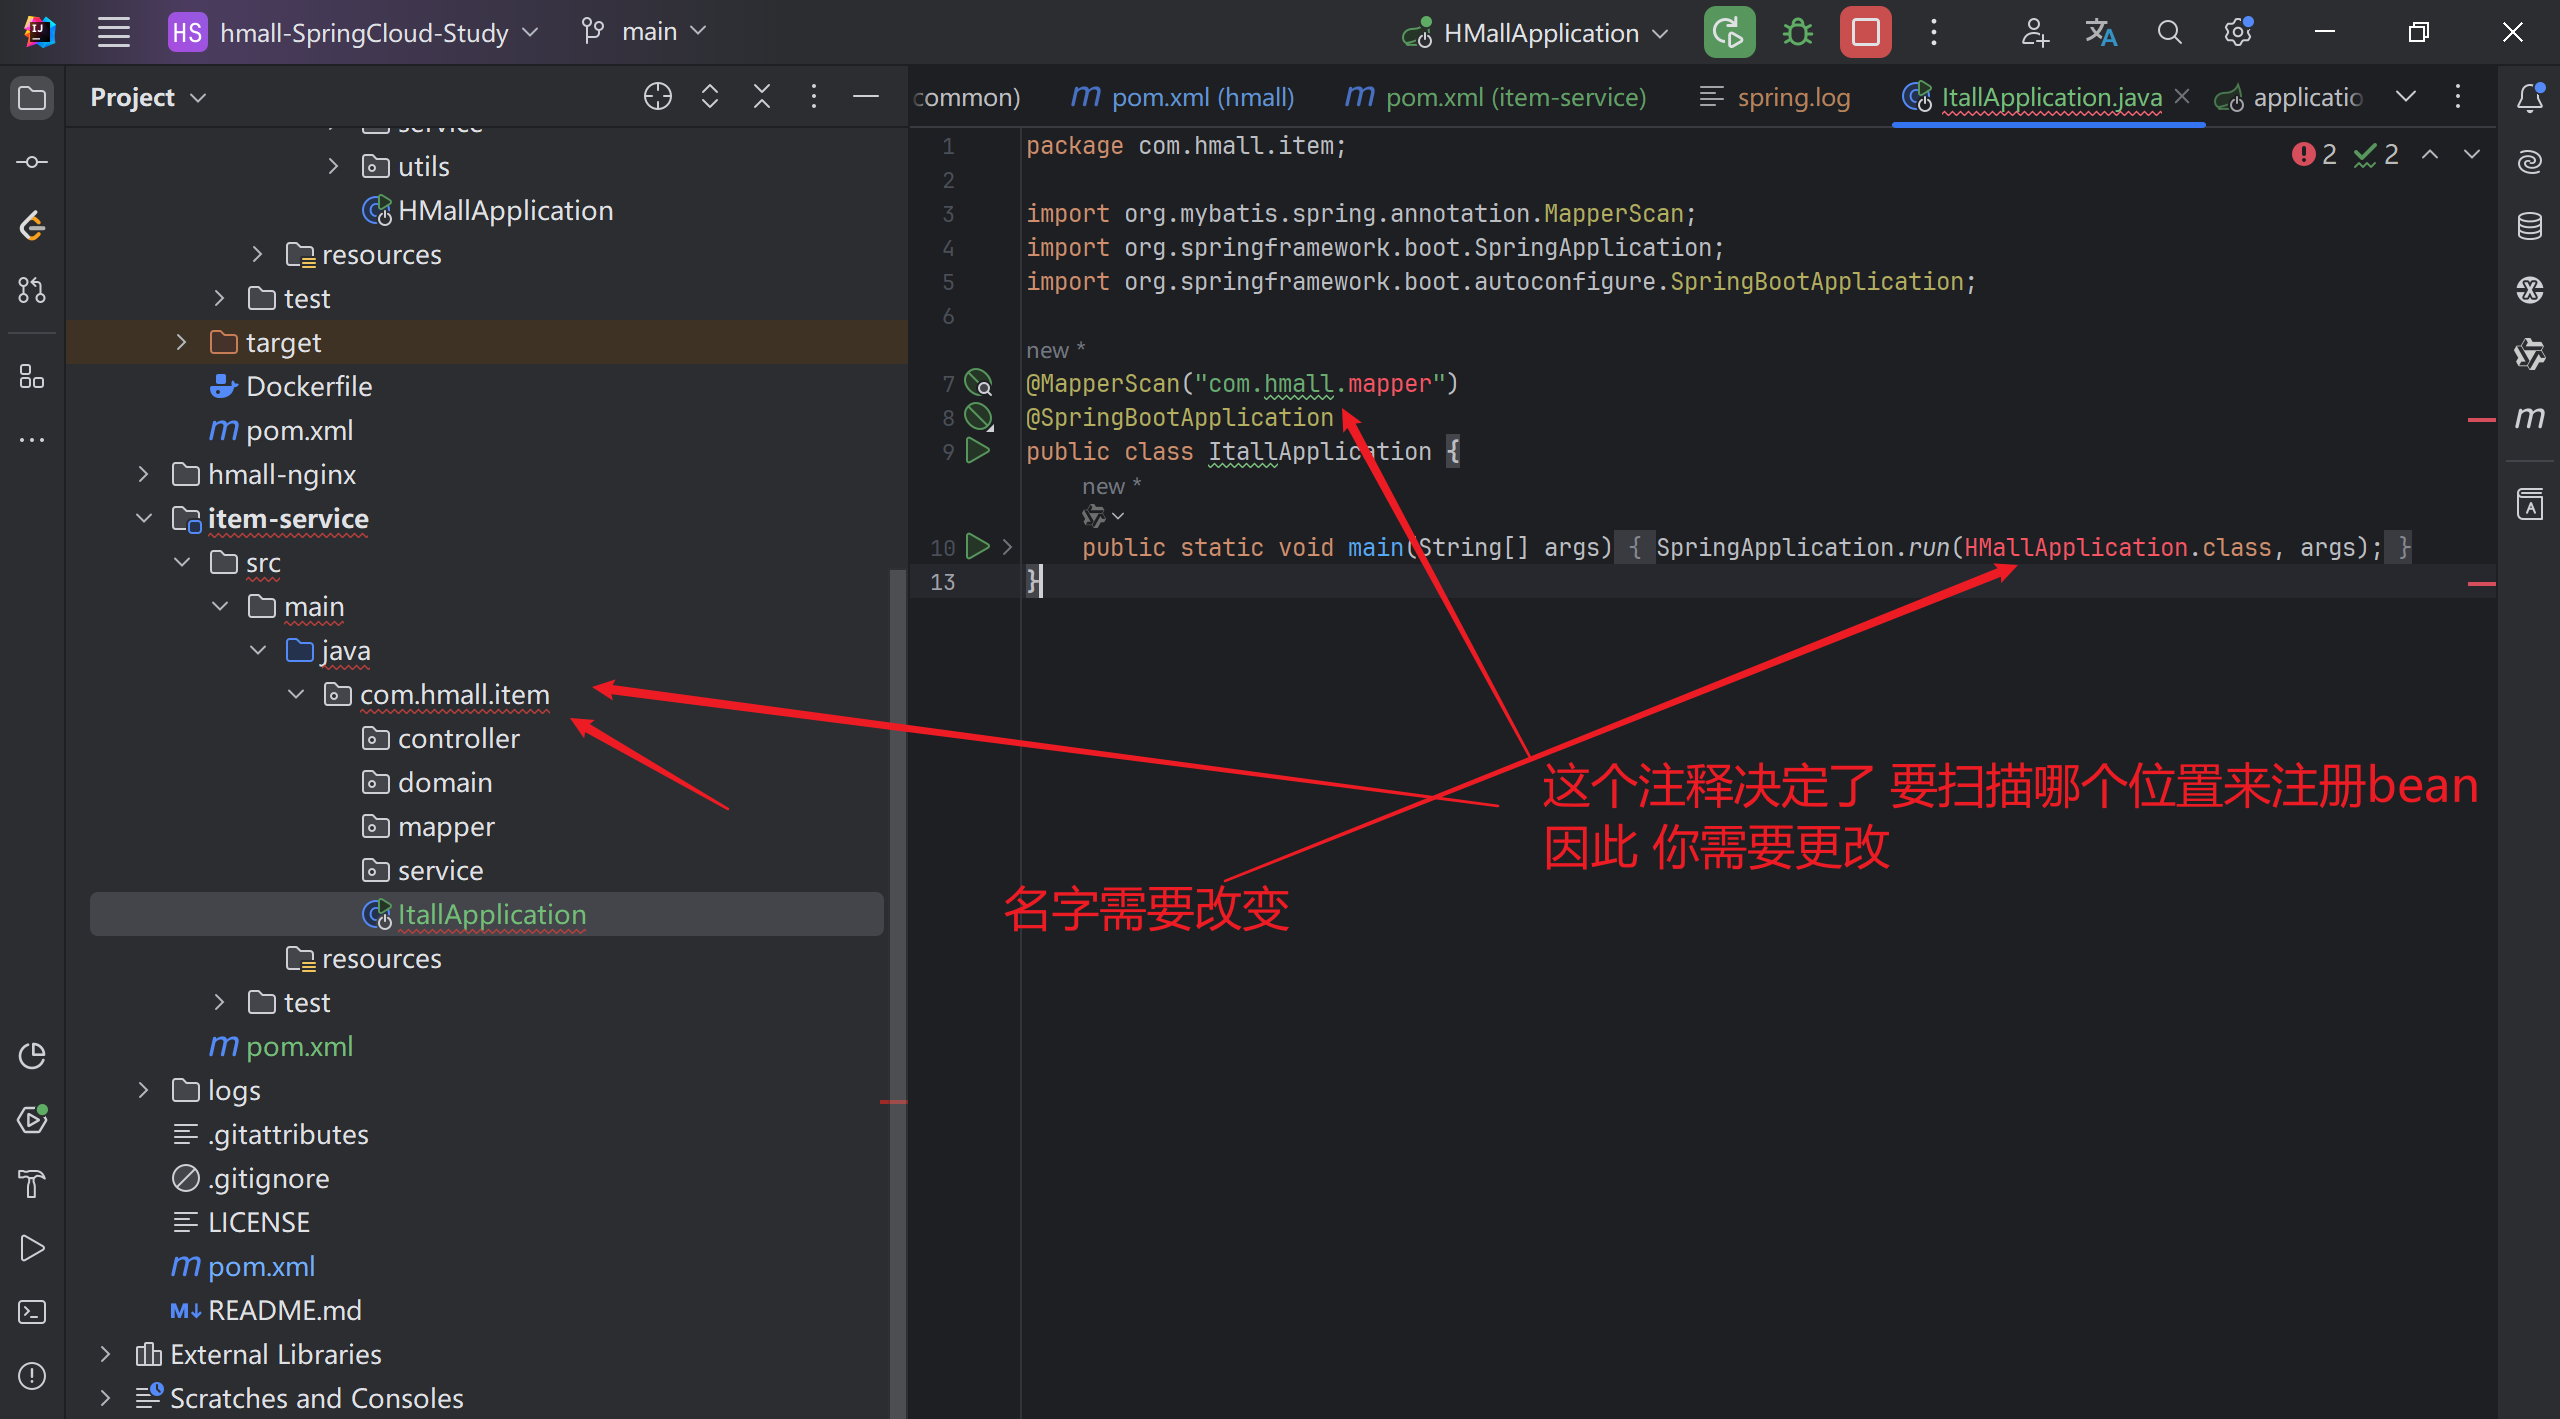 HS hmall-SpringCloud-Study main HMallApplication
Project
common) m pom.xml (hmall) m pom.xml (item-service) spring.log ItallApplication.java applicatio
service
utils
HMallApplication
resources
test
target
Dockerfile
m pom.xml
hmall-nginx
item-service
src
main
java
com.hmall.item
controller
domain
mapper
service
ItallApplication
resources
test
m pom.xml
logs
.gitattributes
.gitignore
LICENSE
m pom.xml
M↓ README.md
External Libraries
Scratches and Consoles
2 2
1 package com.hmall.item;
2
3 import org.mybatis.spring.annotation.MapperScan;
4 import org.springframework.boot.SpringApplication;
5 import org.springframework.boot.autoconfigure.SpringBootApplication;
6
new *
7 @MapperScan("com.hmall.mapper")
8 @SpringBootApplication
9 public class ItallApplication {
new *
10 public static void main(String[] args) { SpringApplication.run(HMallApplication.class, args); }
13 }
这个注释决定了 要扫描哪个位置来注册bean
因此 你需要更改
名字需要改变